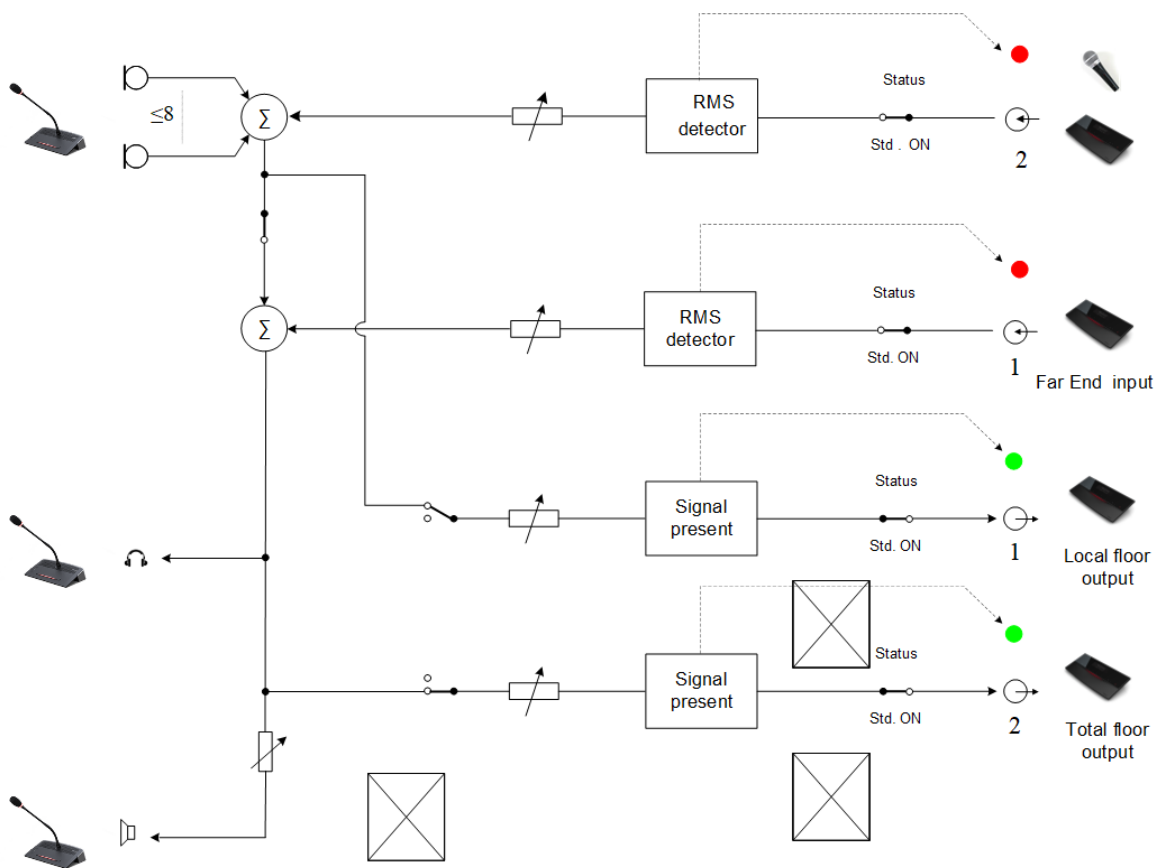 Status
RMS
detector
≤8
∑
Std . ON
2
Status
RMS
detector
∑
Std. ON
1
Far End input
Status
Signal
present
Std. ON
1
Local floor
output
Status
Signal
present
Std. ON
2
Total floor
output